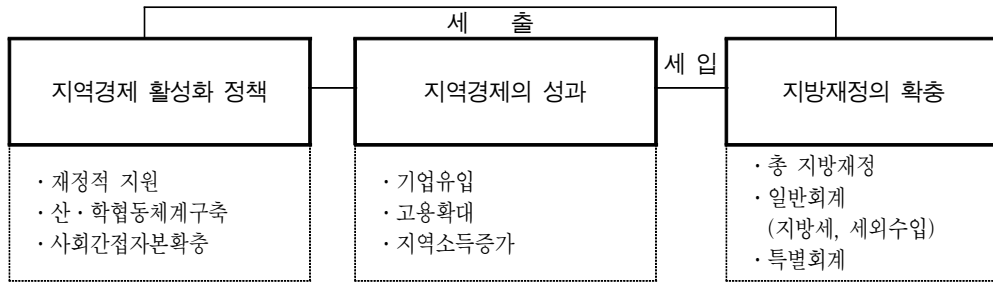 세 출
세 입
지역경제 활성화 정책
지역경제의 성과
지방재정의 확충
· 재정적 지원
· 산·학협동체계구축
· 사회간접자본확충
· 기업유입
· 고용확대
· 지역소득증가
· 총 지방재정
· 일반회계
(지방세, 세외수입)
· 특별회계